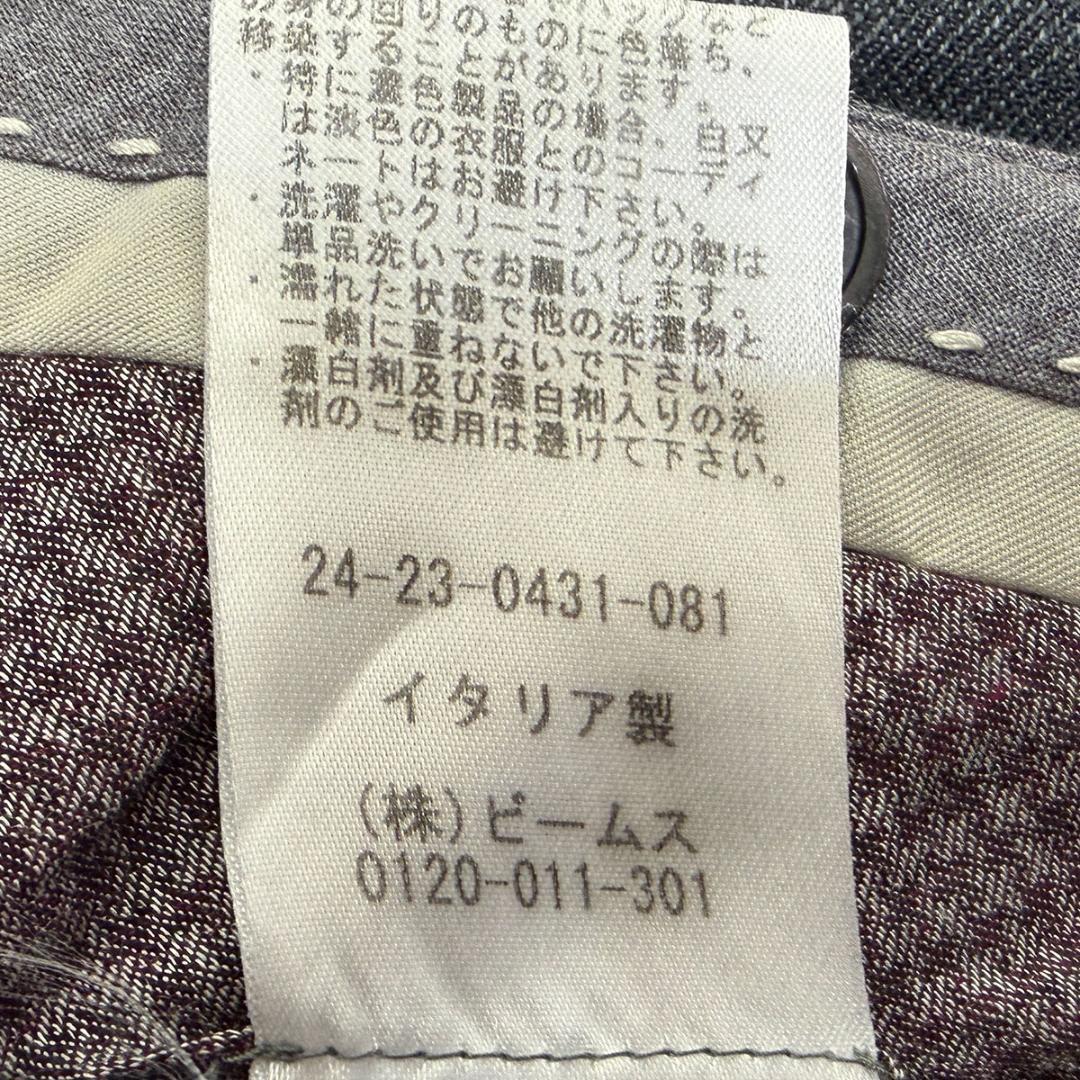 染することがあります。
・特に濃色製品の場合、白、又
は淡色の衣服とのコーディ
ネートはお避け下さい。
・洗濯やクリーニングの際は
単品洗いでお願いします。
濡れた状態で他の洗濯物と
一緒に重ねないで下さい。
・漂白剤及び漂白剤入りの洗
剤のご使用は避けて下さい。
24-23-0431-081
イタリア製
(株)ビームス
0120-011-301